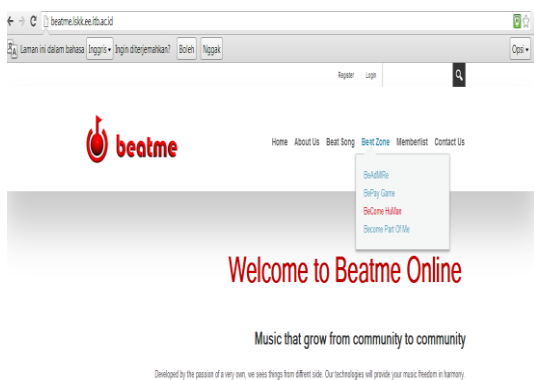 beatme.lskk.ee.itb.ac.id
Laman ini dalam bahasa Inggris Ingin diterjemahkan? Boleh Nggak Opsi
Register Login
beatme
Home About Us Beat Song Bent Zone Memberlist Contact Us
BeAdMiRe
BePay Game
BeCome HuMan
Become Part Of Me
Welcome to Beatme Online
Music that grow from community to community
Developed by the passion of a very own, we sees things from diffrent side. Our technologies will provide your music freedom in harmony.